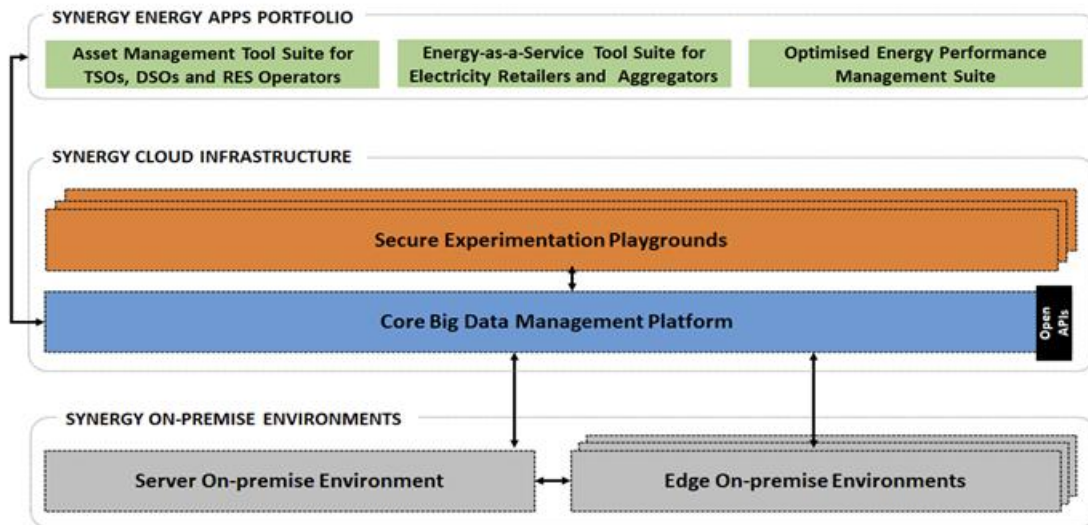 SYNERGY ENERGY APPS PORTFOLIO
Asset Management Tool Suite for
TSOs, DSOs and RES Operators
Energy-as-a-Service Tool Suite for
Electricity Retailers and Aggregators
Optimised Energy Performance
Management Suite
SYNERGY CLOUD INFRASTRUCTURE
Secure Experimentation Playgrounds
Core Big Data Management Platform
Open
APIs
SYNERGY ON-PREMISE ENVIRONMENTS
Server On-premise Environment
Edge On-premise Environments